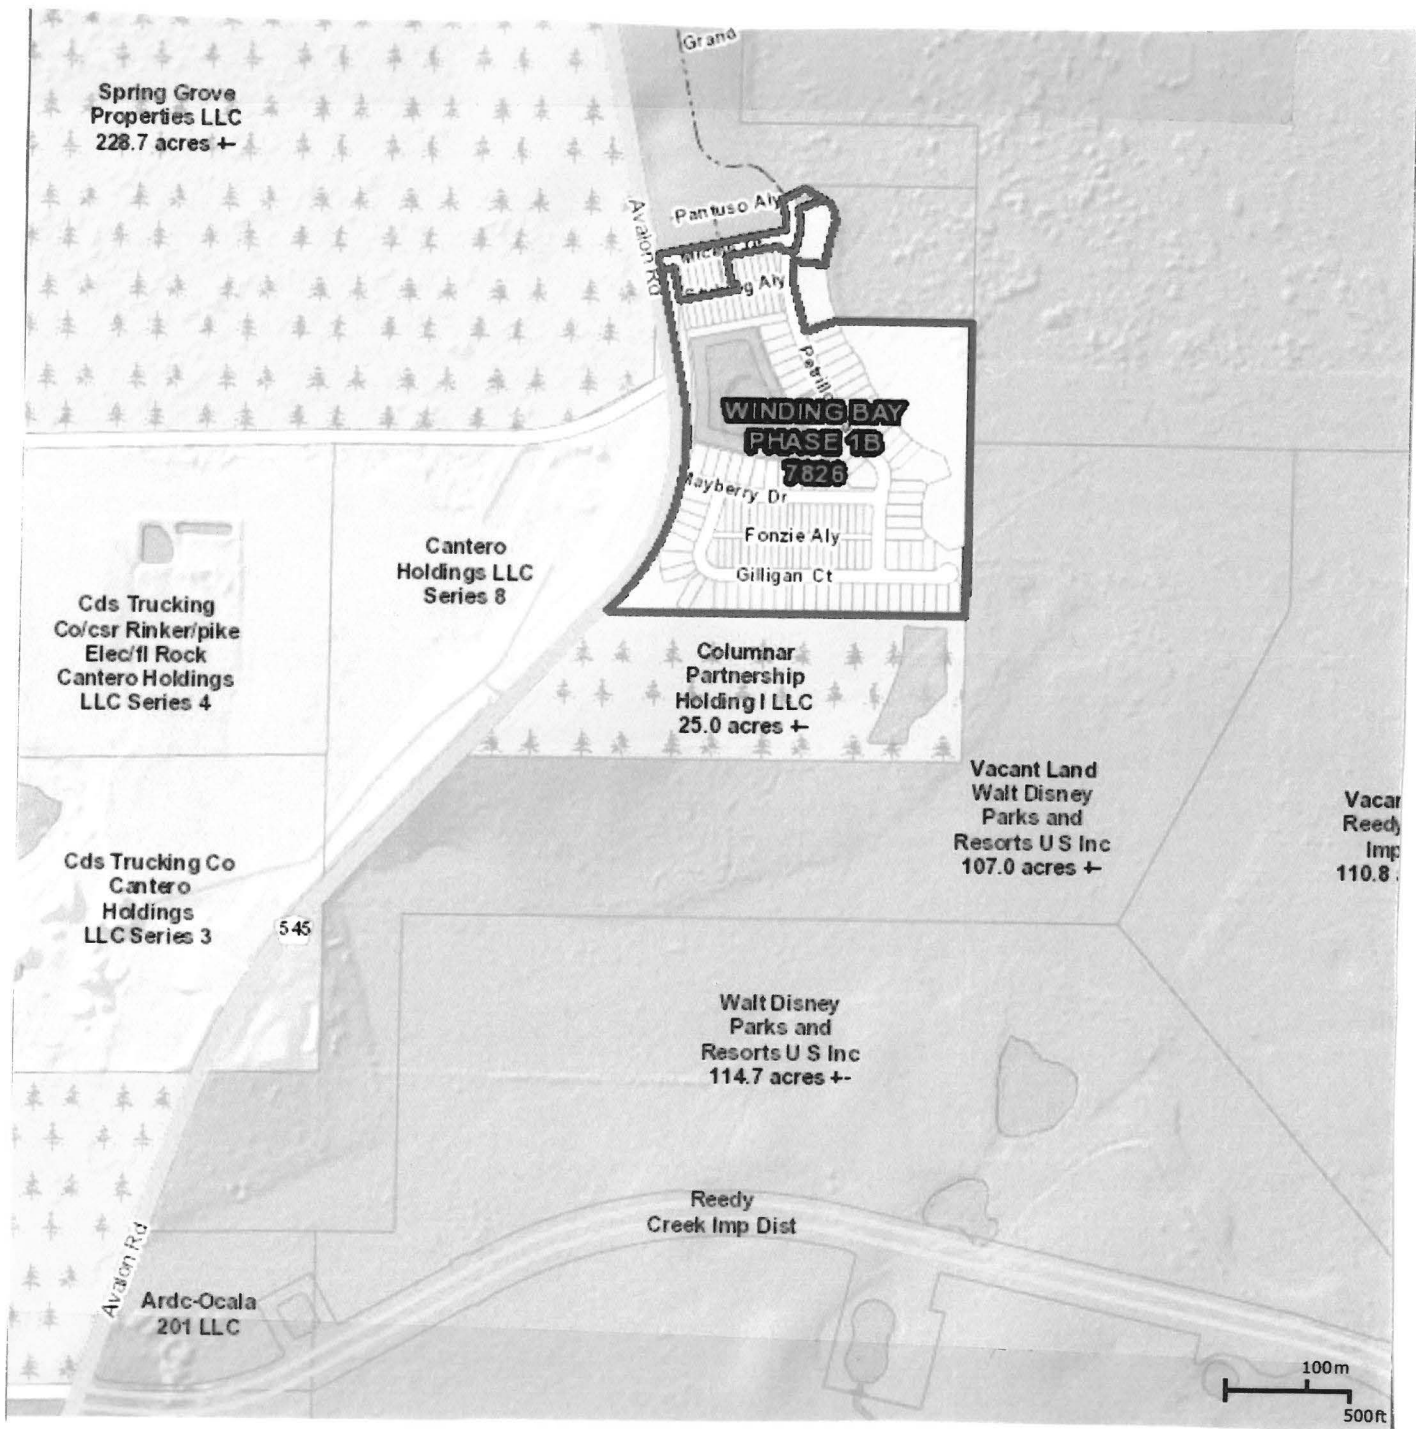 Grand
Spring Grove
Properties LLC
228.7 acres +-
Pantuso Aly
Avalon Rd
g Aly
Petrillo
WINDING BAY
PHASE 1B
7826
Mayberry Dr
Fonzie Aly
Gilligan Ct
Cantero
Holdings LLC
Series 8
Cds Trucking
Co/csr Rinker/pike
Elec/fl Rock
Cantero Holdings
LLC Series 4
Columnar
Partnership
Holding I LLC
25.0 acres +-
Vacant Land
Walt Disney
Parks and
Resorts U S Inc
107.0 acres +-
Vacan
Reedy
Imp
110.8
Cds Trucking Co
Cantero
Holdings
LLC Series 3
545
Walt Disney
Parks and
Resorts U S Inc
114.7 acres +-
Reedy
Creek Imp Dist
Avalon Rd
Ardc-Ocala
201 LLC
100m
500ft